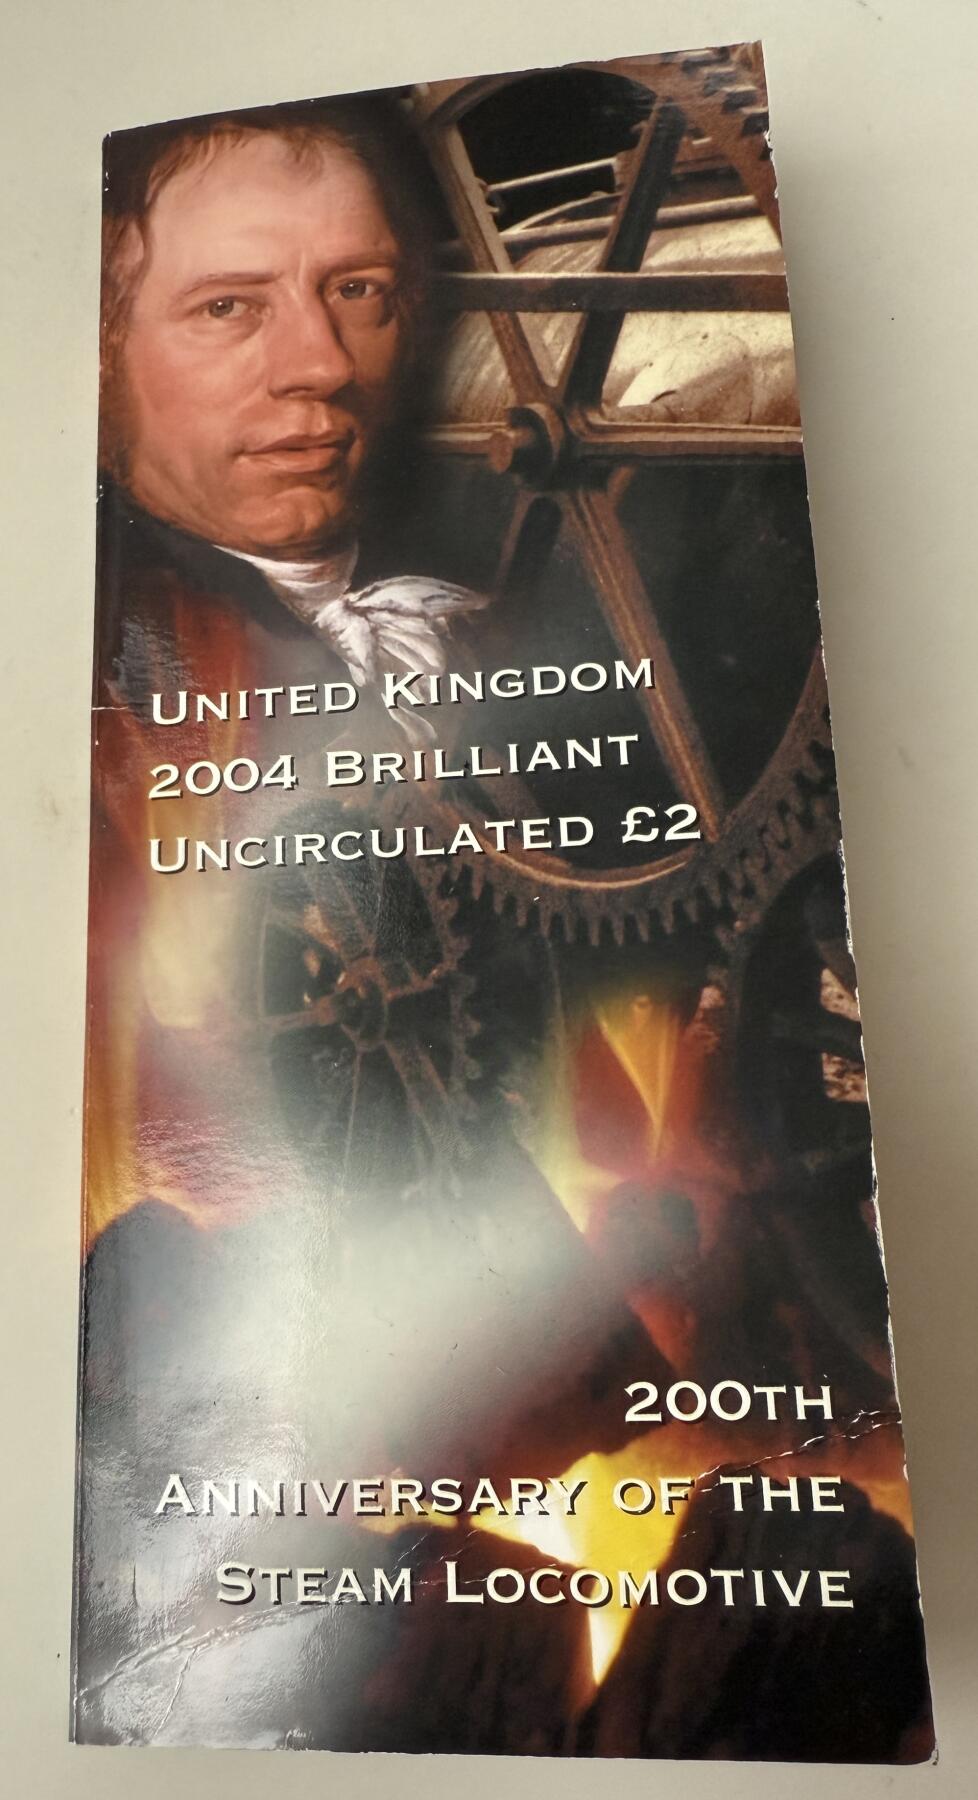 United Kingdom
2004 Brilliant
Uncirculated £2
200th
Anniversary of the
Steam Locomotive